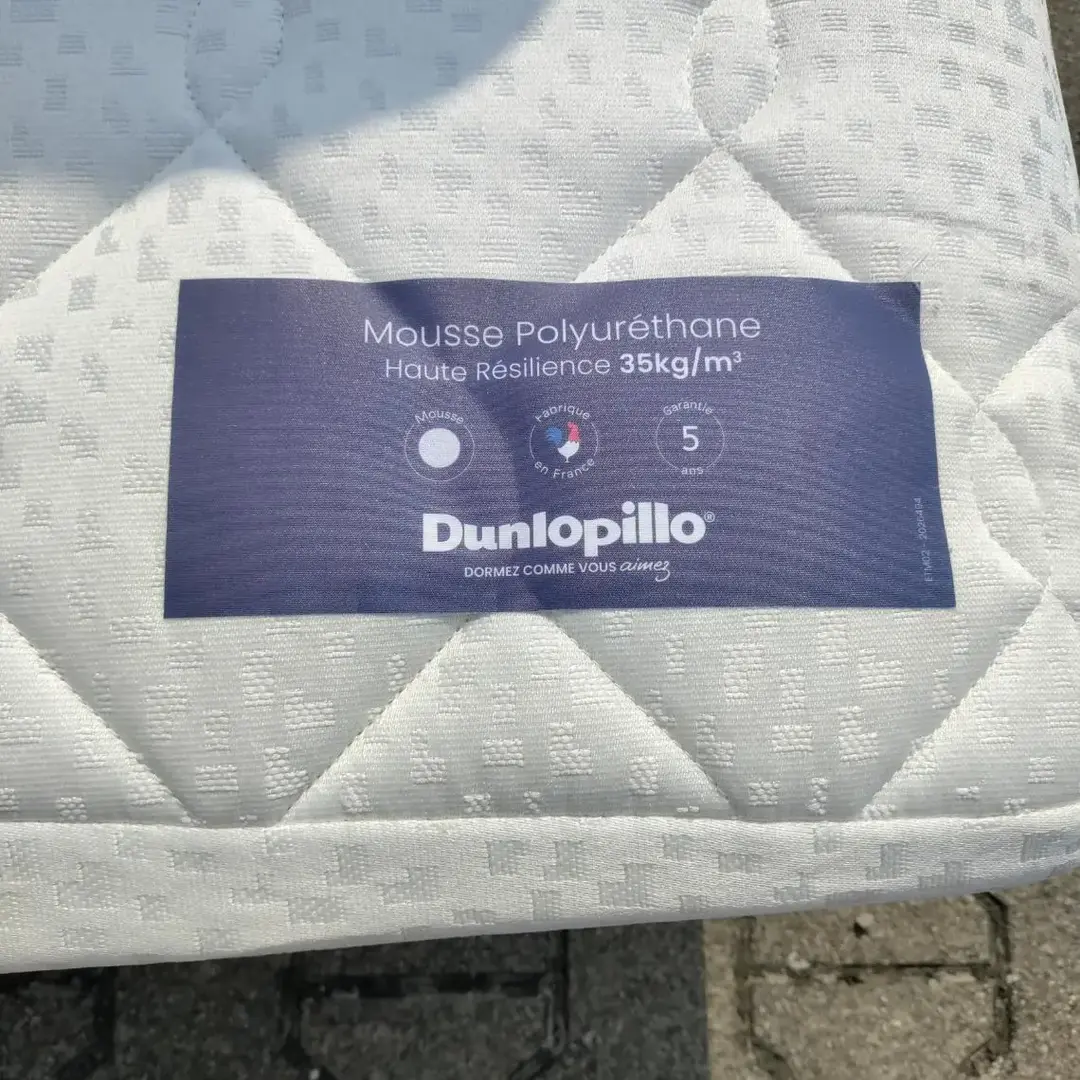 Mousse Polyuréthane
Haute Résilience 35kg/m³
Mousse
Fabriqué en France
Garantie 5 ans
Dunlopillo®
DORMEZ COMME VOUS aimez